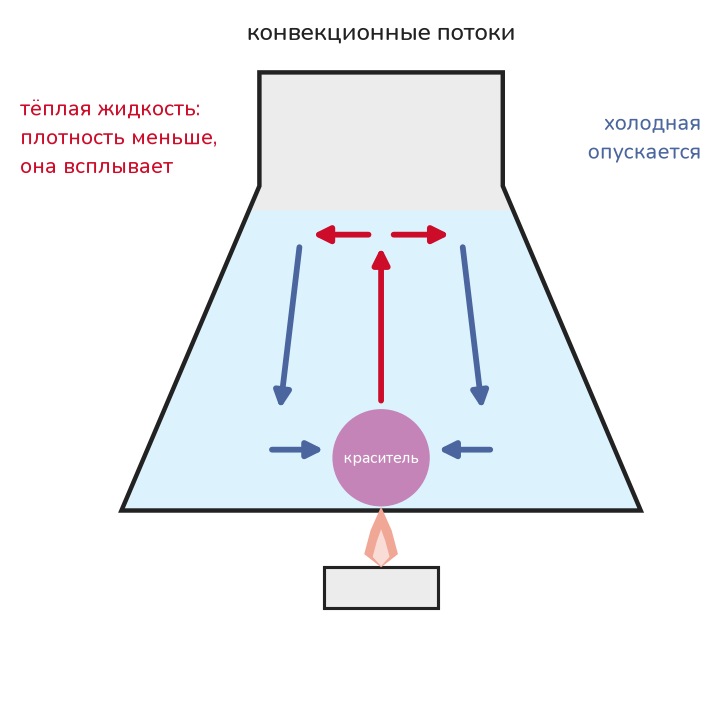 конвекционные потоки
тёплая жидкость:
плотность меньше,
она всплывает
холодная
опускается
краситель